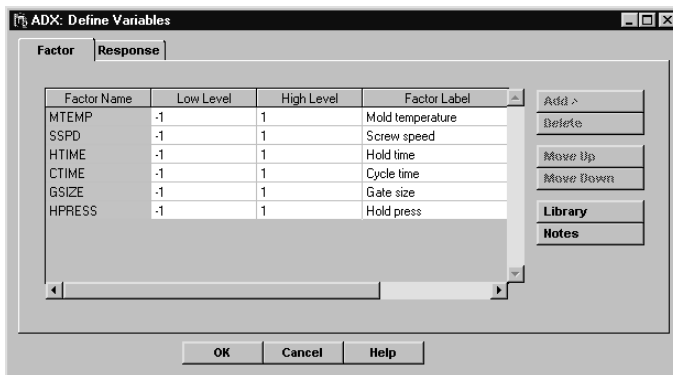 ADX: Define Variables
Factor Response
Factor Name Low Level High Level Factor Label
MTEMP -1 1 Mold temperature
SSPD -1 1 Screw speed
HTIME -1 1 Hold time
CTIME -1 1 Cycle time
GSIZE -1 1 Gate size
HPRESS -1 1 Hold press
Add >
Delete
Move Up
Move Down
Library
Notes
OK Cancel Help